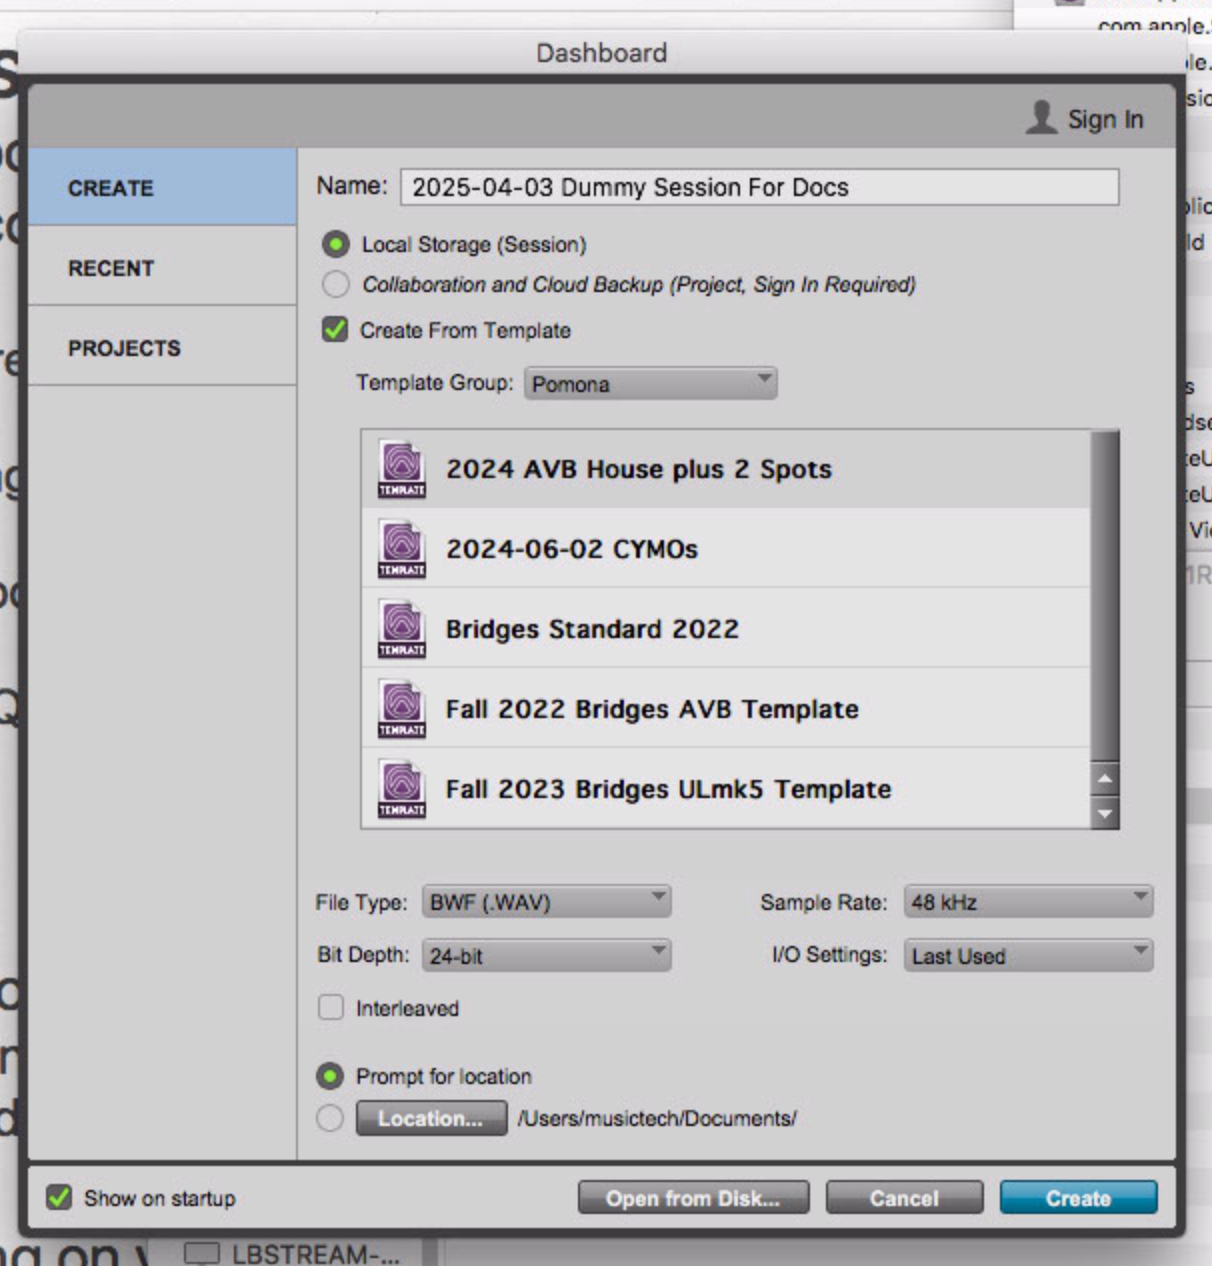 com.apple.
Dashboard
Sign In
CREATE
RECENT
PROJECTS
Name: 2025-04-03 Dummy Session For Docs
Local Storage (Session)
Collaboration and Cloud Backup (Project, Sign In Required)
Create From Template
Template Group: Pomona
TEMPLATE 2024 AVB House plus 2 Spots
TEMPLATE 2024-06-02 CYMOs
TEMPLATE Bridges Standard 2022
TEMPLATE Fall 2022 Bridges AVB Template
TEMPLATE Fall 2023 Bridges ULmk5 Template
File Type: BWF (.WAV) Sample Rate: 48 kHz
Bit Depth: 24-bit I/O Settings: Last Used
Interleaved
Prompt for location
Location... /Users/musictech/Documents/
Show on startup Open from Disk... Cancel Create
LBSTREAM-...